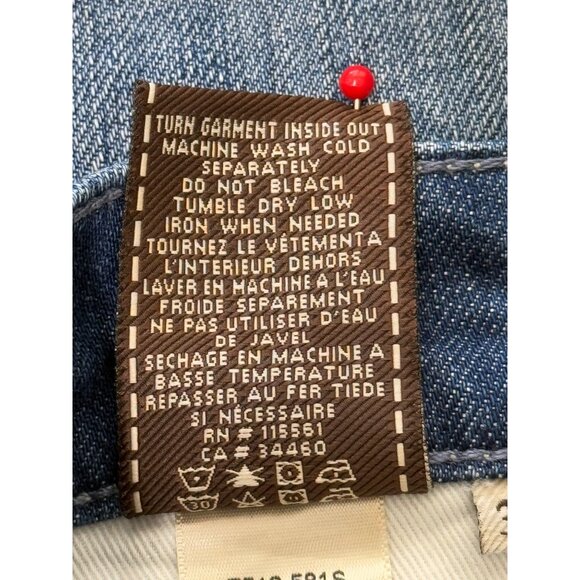 TURN GARMENT INSIDE OUT
MACHINE WASH COLD
SEPARATELY
DO NOT BLEACH
TUMBLE DRY LOW
IRON WHEN NEEDED
TOURNEZ LE VÉTEMENT A
L'INTERIEUR DEHORS
LAVER EN MACHINE A L'EAU
FROIDE SEPAREMENT
NE PAS UTILISER D'EAU
DE JAVEL
SECHAGE EN MACHINE A
BASSE TEMPERATURE
REPASSER AU FER TIEDE
SI NÉCESSAIRE
RN # 115561
CA # 34460
30